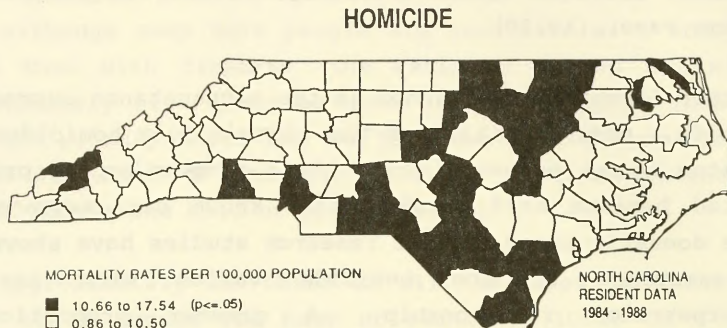 HOMICIDE
MORTALITY RATES PER 100,000 POPULATION
10.66 to 17.54 (p<=.05)
0.86 to 10.50
NORTH CAROLINA
RESIDENT DATA
1984 - 1988